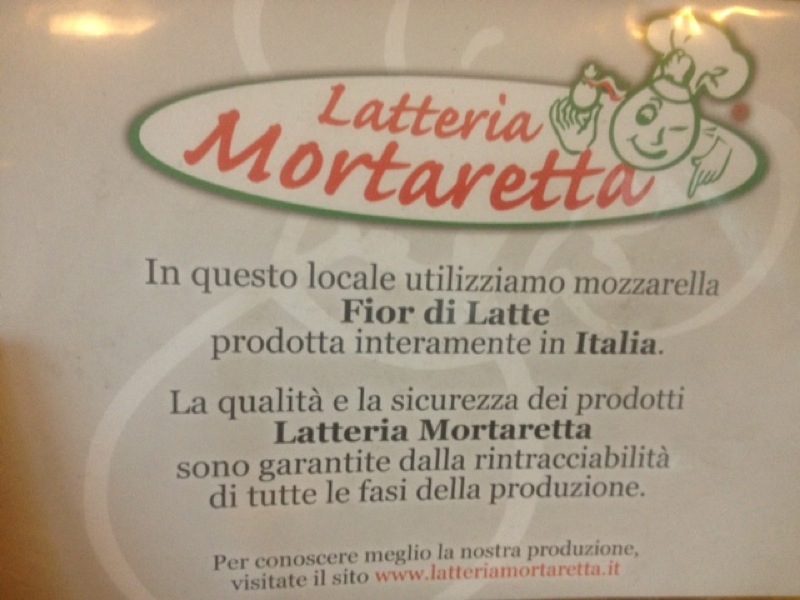 Latteria
Mortaretta
In questo locale utilizziamo mozzarella
Fior di Latte
prodotta interamente in Italia.
La qualità e la sicurezza dei prodotti
Latteria Mortaretta
sono garantite dalla rintracciabilità
di tutte le fasi della produzione.
Per conoscere meglio la nostra produzione,
visitate il sito www.latteriamortaretta.it